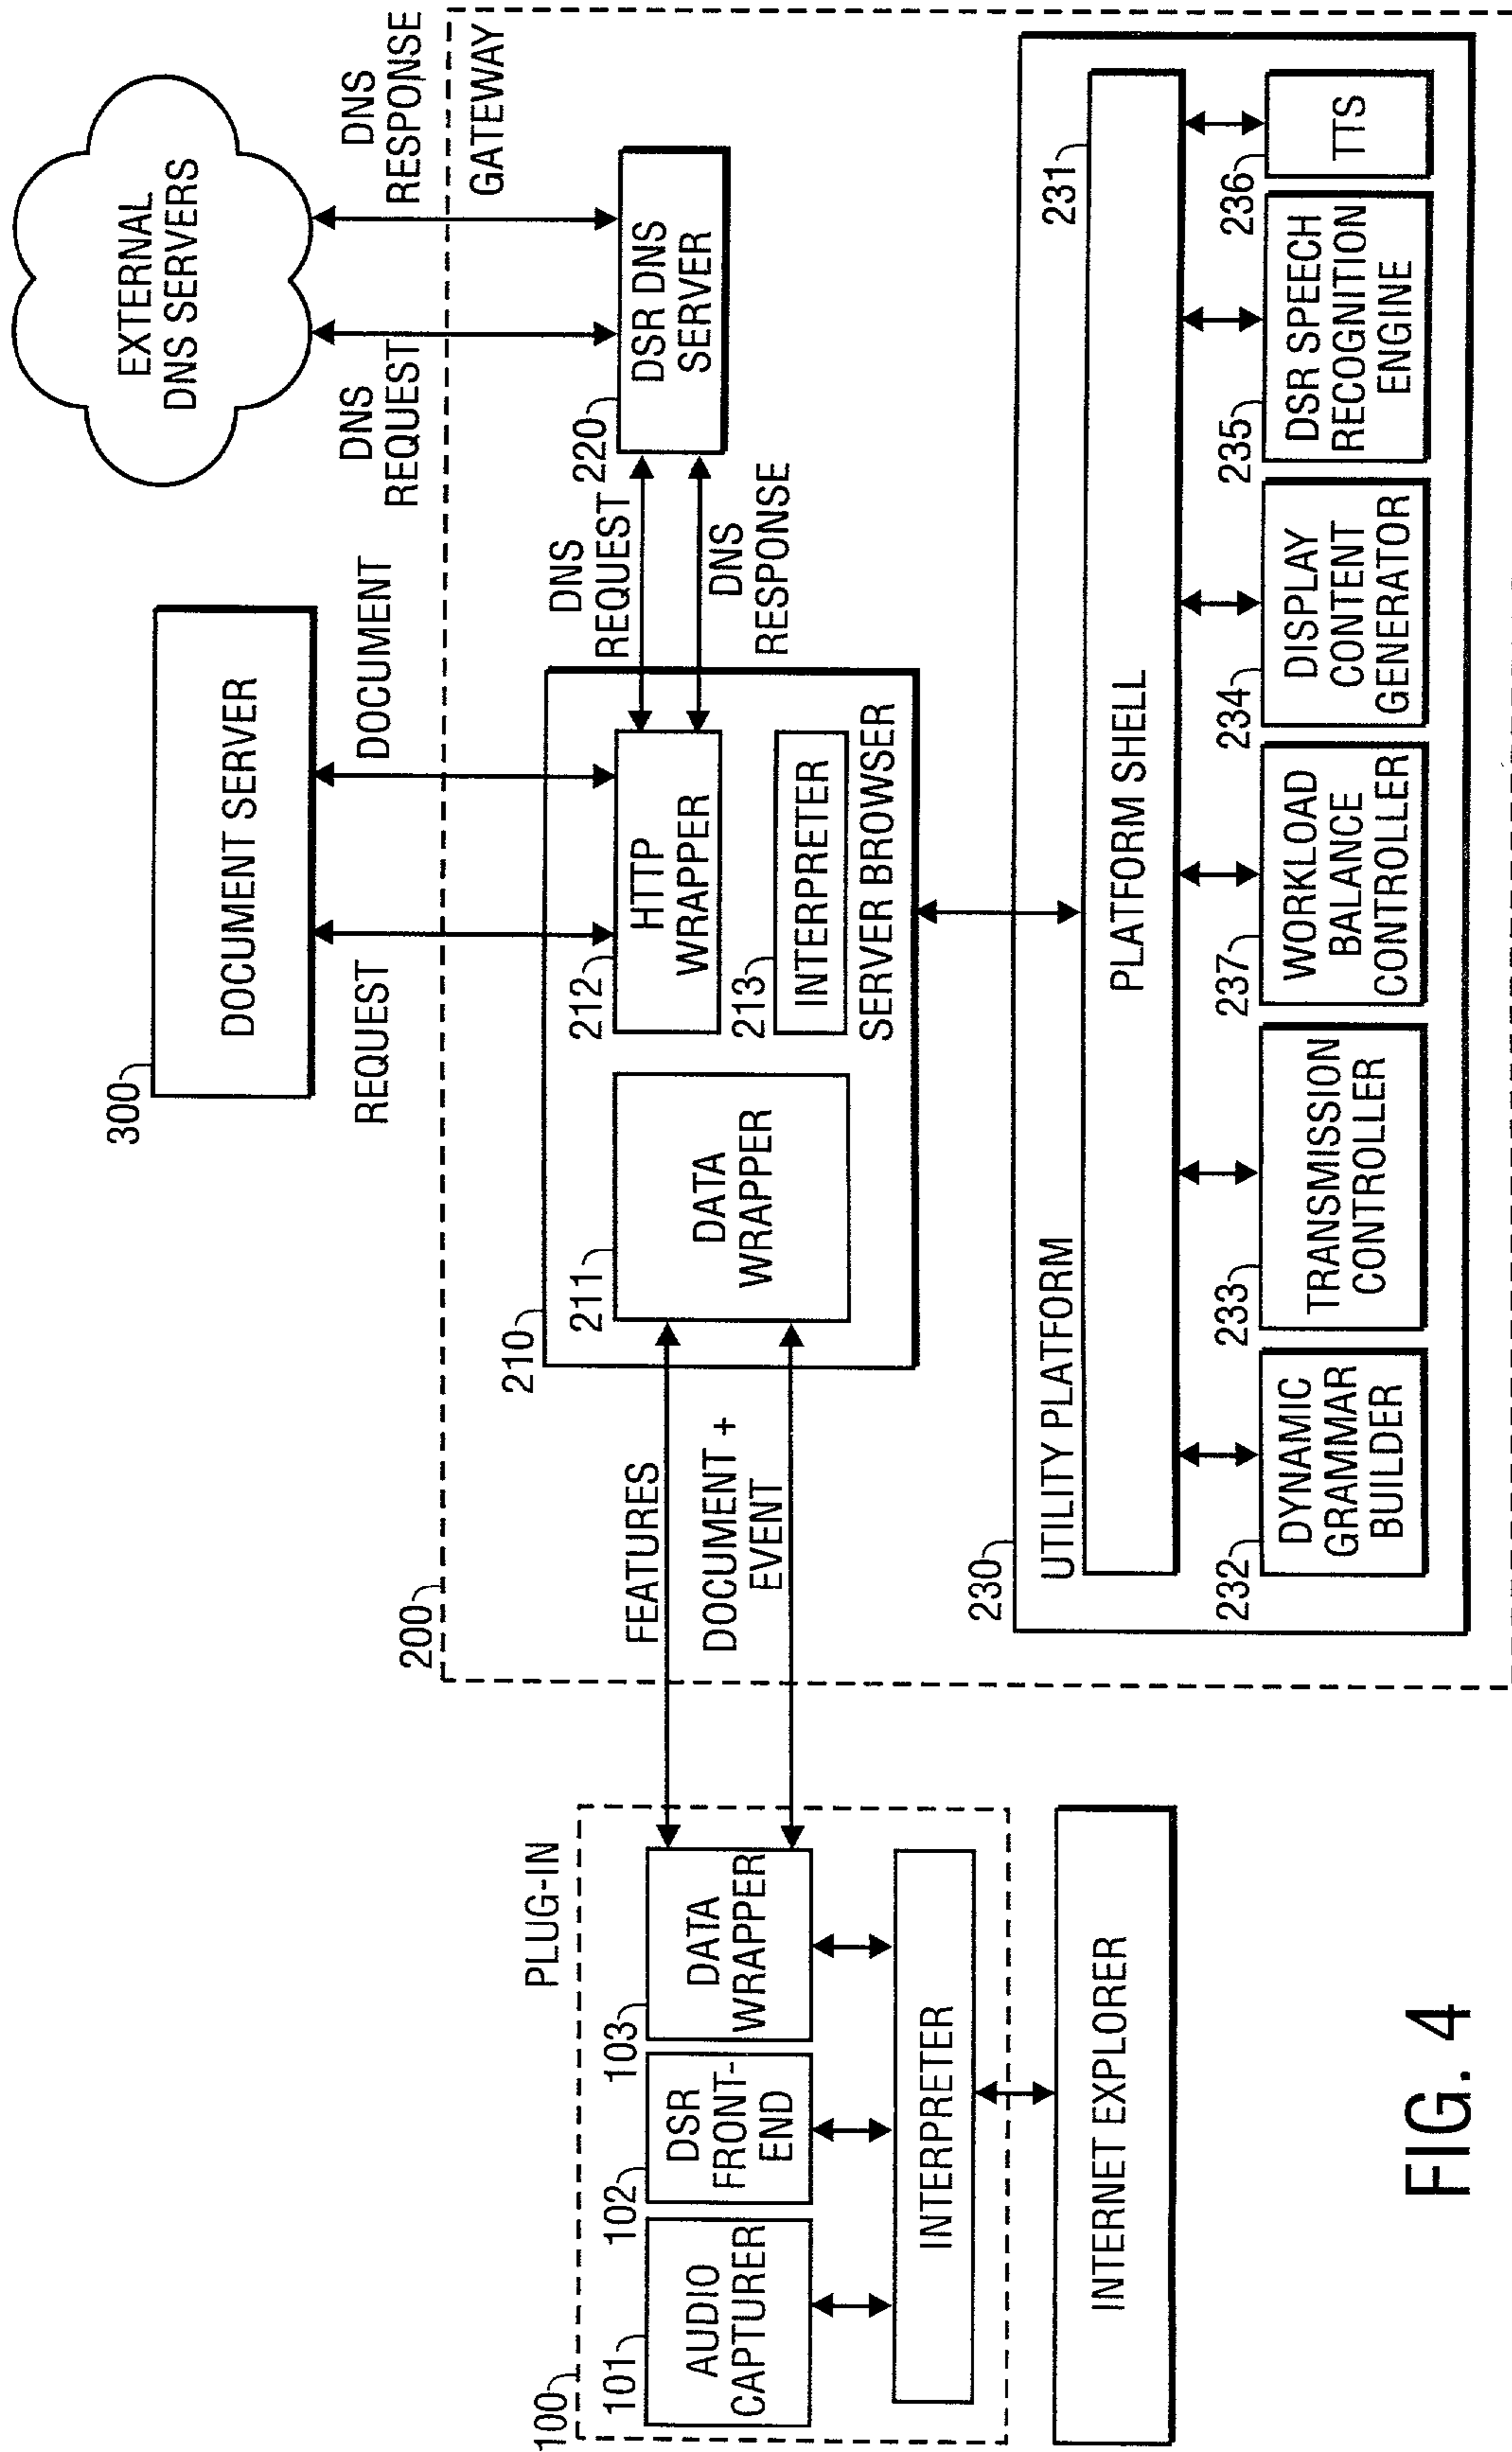 EXTERNAL
DNS SERVERS
DNS
REQUEST
DNS
RESPONSE
300
DOCUMENT SERVER
REQUEST
DOCUMENT
200
GATEWAY
210
211
DATA
WRAPPER
212
HTTP
WRAPPER
213
INTERPRETER
SERVER BROWSER
DNS
REQUEST
DNS
RESPONSE
220
DSR DNS
SERVER
FEATURES
DOCUMENT +
EVENT
100
PLUG-IN
101
AUDIO
CAPTURER
102
DSR
FRONT-
END
103
DATA
WRAPPER
INTERPRETER
INTERNET EXPLORER
230
UTILITY PLATFORM
231
PLATFORM SHELL
232
DYNAMIC
GRAMMAR
BUILDER
233
TRANSMISSION
CONTROLLER
237
WORKLOAD
BALANCE
CONTROLLER
234
DISPLAY
CONTENT
GENERATOR
235
DSR SPEECH
RECOGNITION
ENGINE
236
TTS
FIG. 4